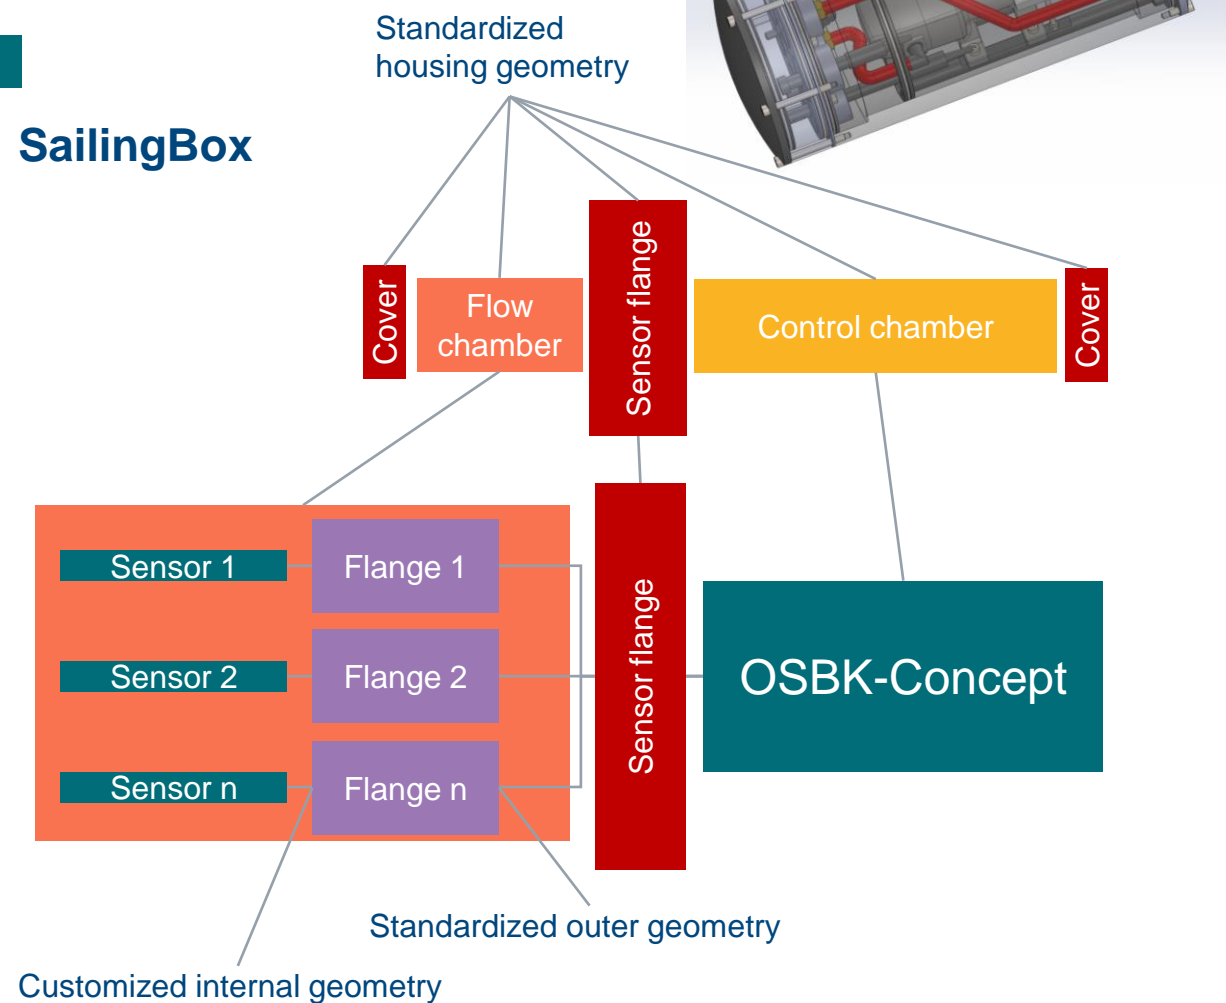 Standardized
housing geometry
SailingBox
Cover
Flow
chamber
Sensor flange
Control chamber
Cover
Sensor 1
Flange 1
Sensor 2
Flange 2
Sensor n
Flange n
Sensor flange
OSBK-Concept
Standardized outer geometry
Customized internal geometry